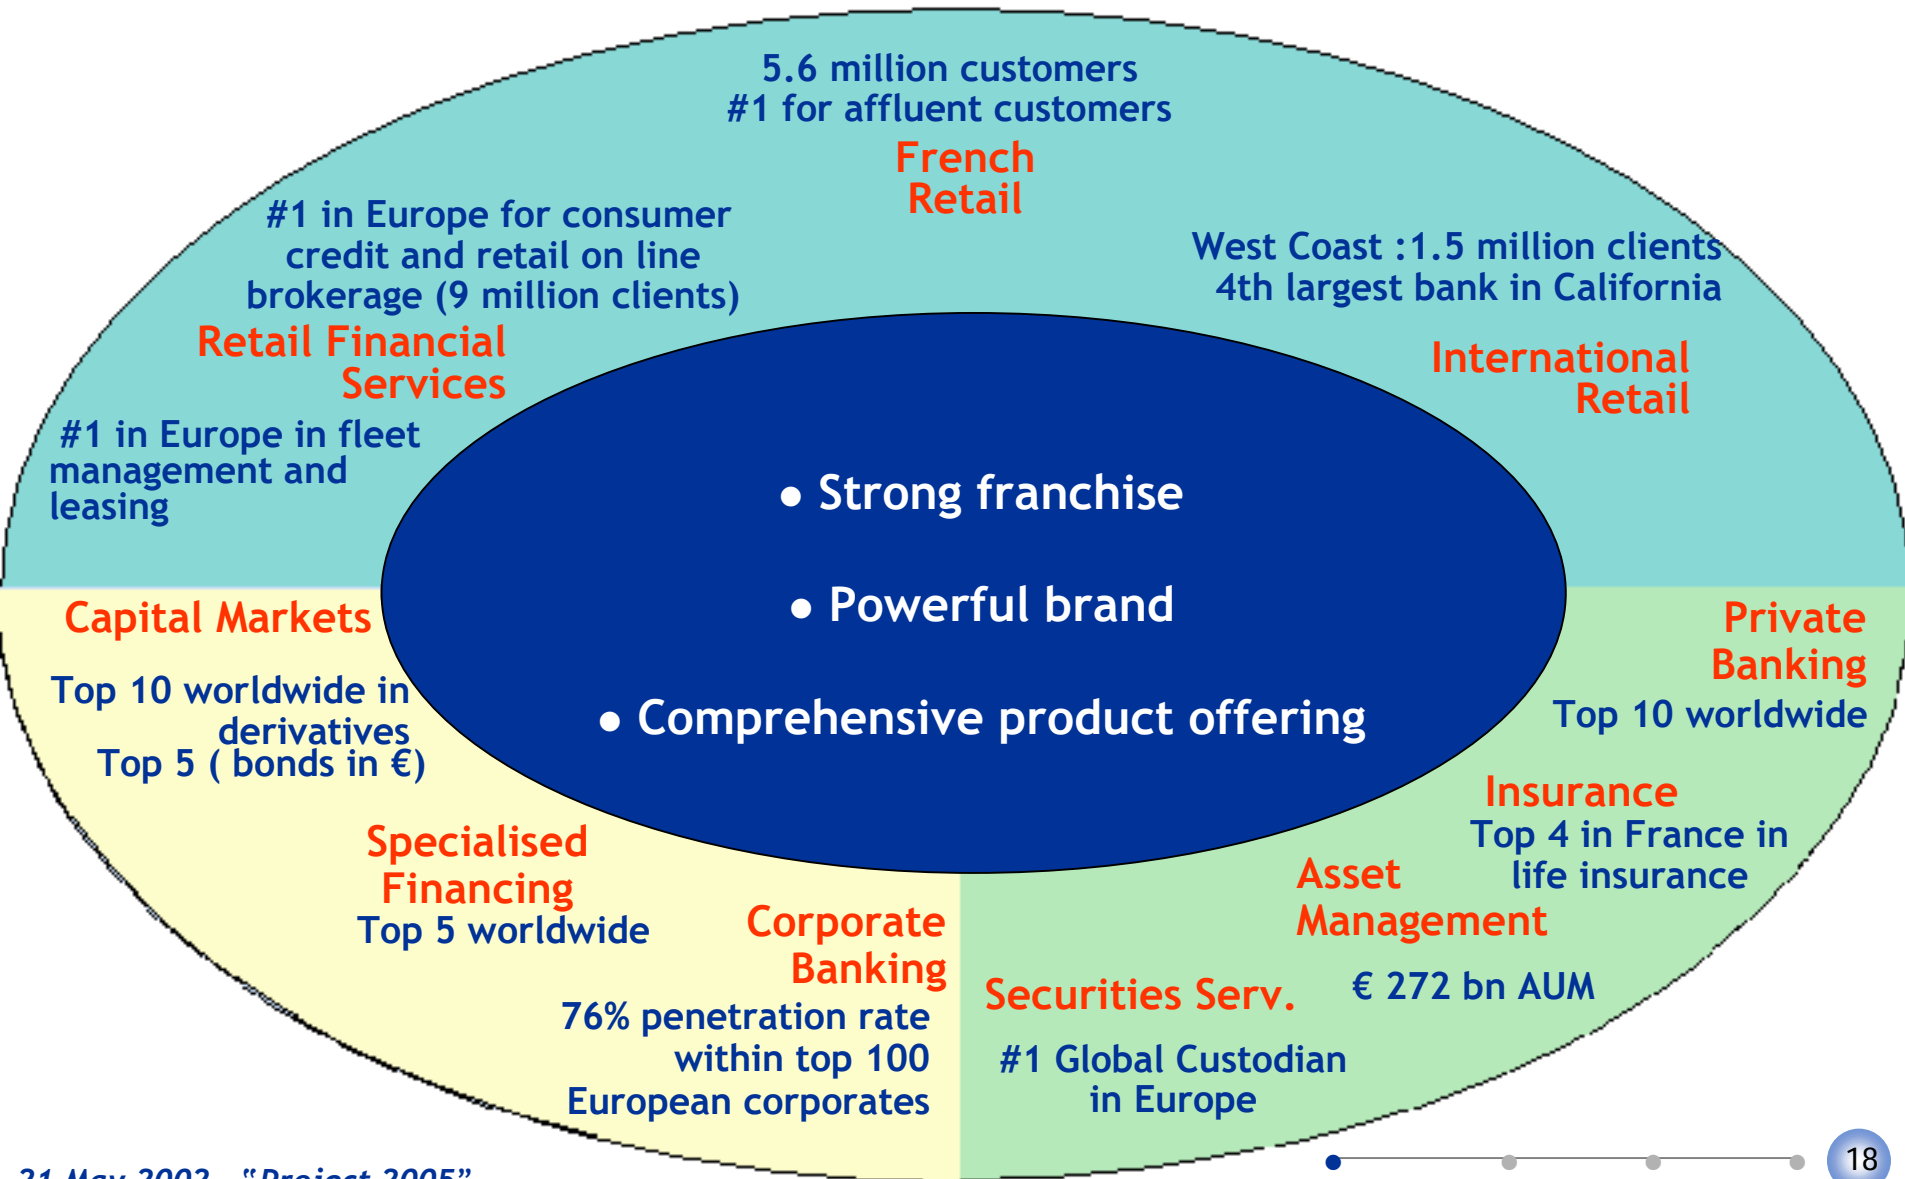 5.6 million customers
#1 for affluent customers
French
Retail
#1 in Europe for consumer
credit and retail on line
brokerage (9 million clients)
Retail Financial
Services
#1 in Europe in fleet
management and
leasing
West Coast :1.5 million clients
4th largest bank in California
International
Retail
● Strong franchise
● Powerful brand
● Comprehensive product offering
Capital Markets
Top 10 worldwide in
derivatives
Top 5 ( bonds in €)
Specialised
Financing
Top 5 worldwide
Corporate
Banking
76% penetration rate
within top 100
European corporates
Private
Banking
Top 10 worldwide
Insurance
Top 4 in France in
life insurance
Asset
Management
€ 272 bn AUM
Securities Serv.
#1 Global Custodian
in Europe
21 May 2002 "Project 2005"
18